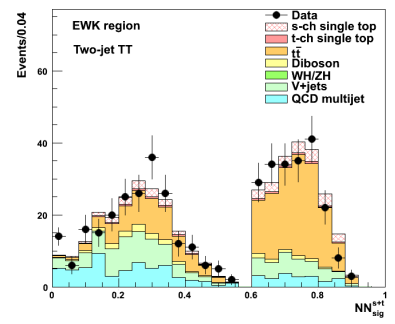 Events/0.04
60
40
20
0
EWK region
Two-jet TT
Data
s-ch single top
t-ch single top
tt̄
Diboson
WH/ZH
V+jets
QCD multijet
0 0.2 0.4 0.6 0.8 1
NN^{s+t}_{sig}